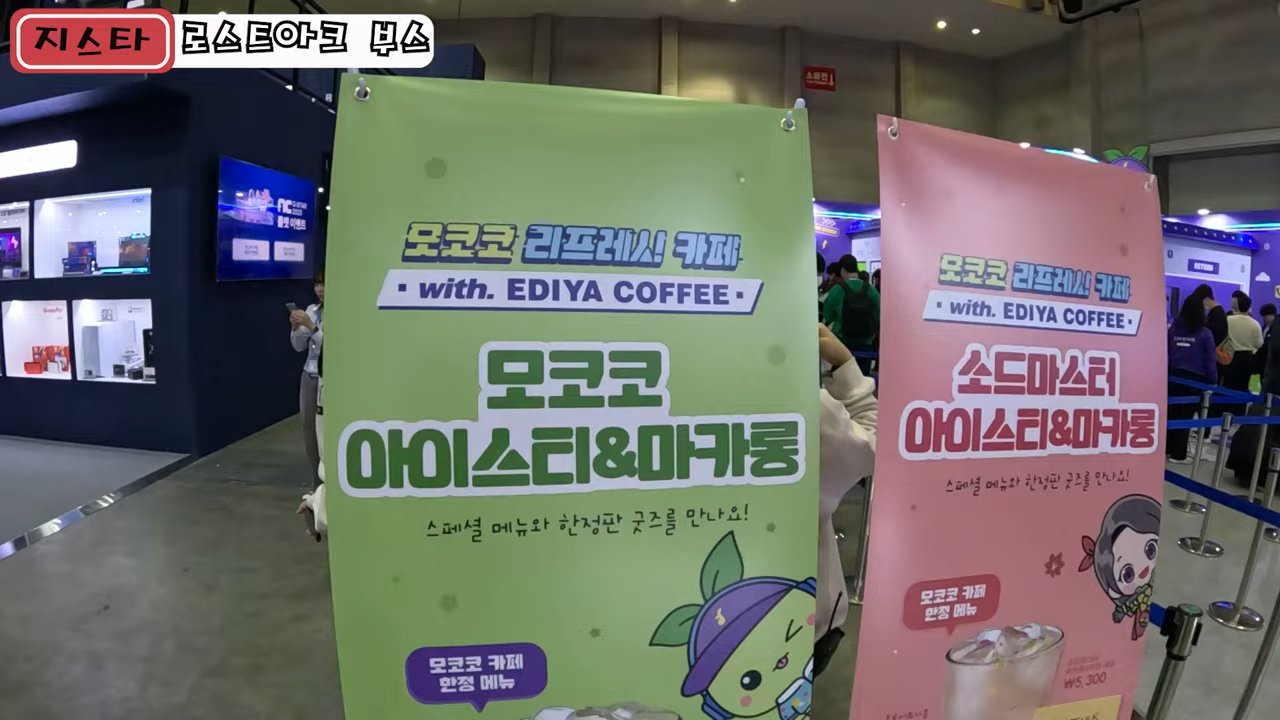 지스타 로스트아크 부스
소화전
모코코 리프레시! 카페
· with. EDIYA COFFEE ·
모코코
아이스티&마카롱
스페셜 메뉴와 한정판 굿즈를 만나요!
모코코 카페
한정 메뉴
모코코 리프레시! 카페
· with. EDIYA COFFEE ·
소드마스터
아이스티&마카롱
스페셜 메뉴와 한정판 굿즈를 만나요!
모코코 카페
한정 메뉴
₩5,300